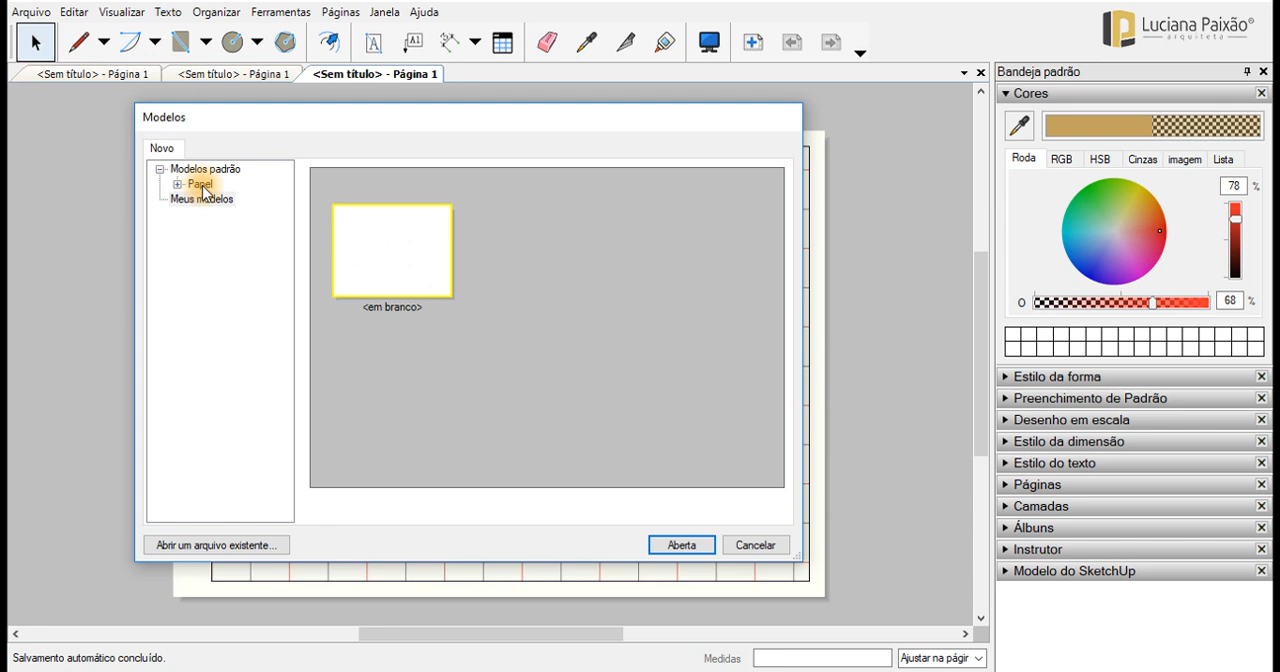 Arquivo Editar Visualizar Texto Organizar Ferramentas Páginas Janela Ajuda
Luciana Paixão®
arquiteta
<Sem título> - Página 1 <Sem título> - Página 1 <Sem título> - Página 1
Bandeja padrão
Cores
Modelos
Novo
Modelos padrão
Papel
Meus modelos
<em branco>
Abrir um arquivo existente...
Aberta
Cancelar
Roda RGB HSB Cinzas imagem Lista
78 %
O 68 %
Estilo da forma
Preenchimento de Padrão
Desenho em escala
Estilo da dimensão
Estilo do texto
Páginas
Camadas
Álbuns
Instrutor
Modelo do SketchUp
Salvamento automático concluído.
Medidas
Ajustar na págir